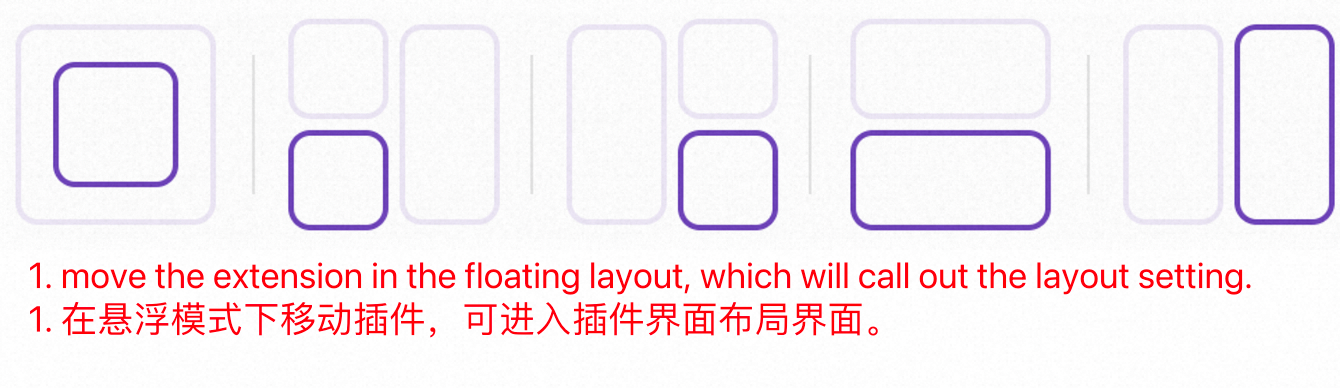 1. move the extension in the floating layout, which will call out the layout setting.
1. 在悬浮模式下移动插件，可进入插件界面布局界面。